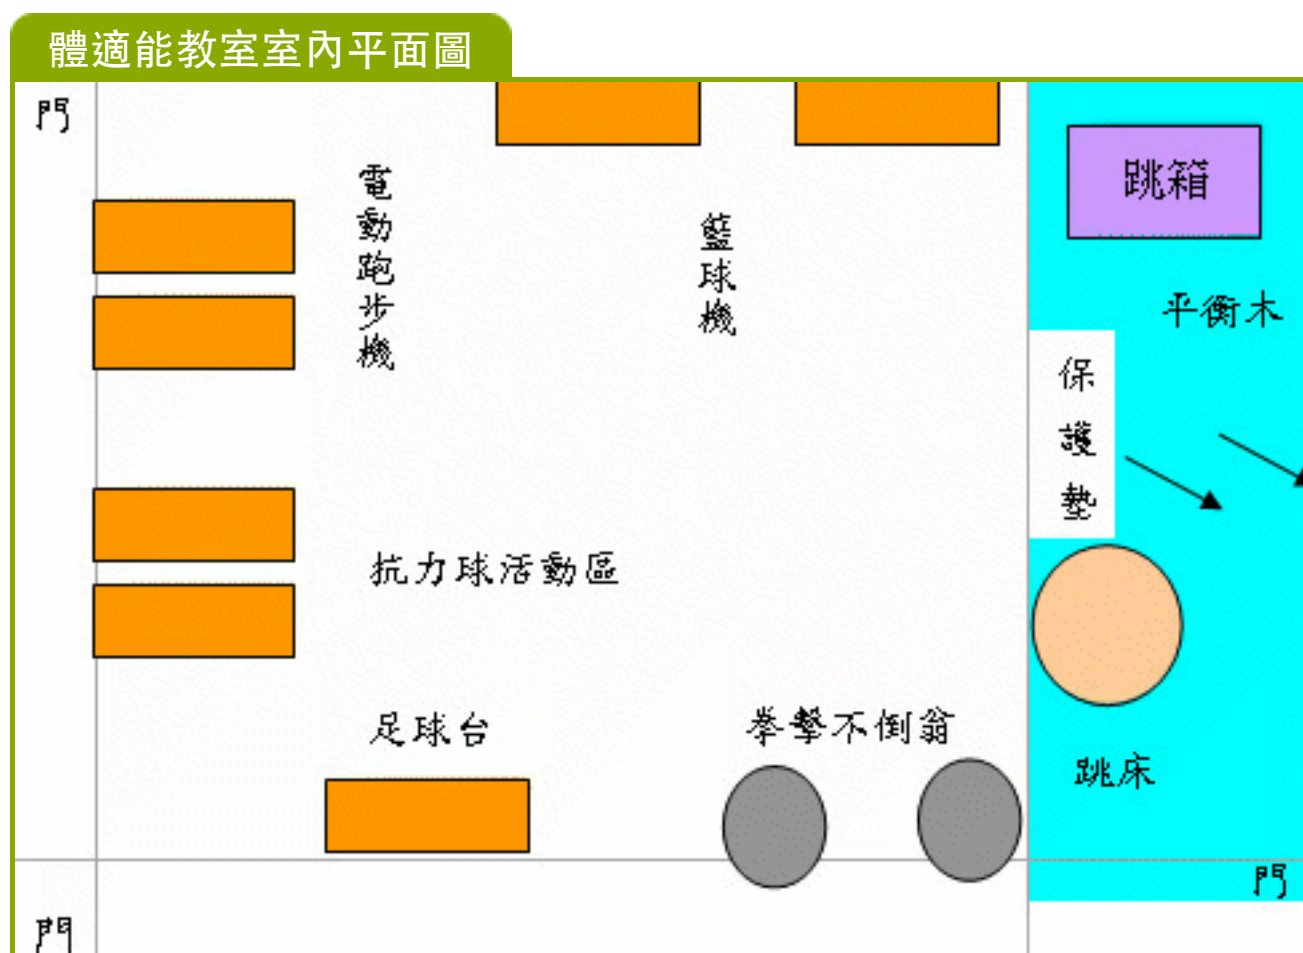 體適能教室室內平面圖
門
電動跑步機
籃球機
跳箱
平衡木
保護墊
抗力球活動區
足球台
拳擊不倒翁
跳床
門
門